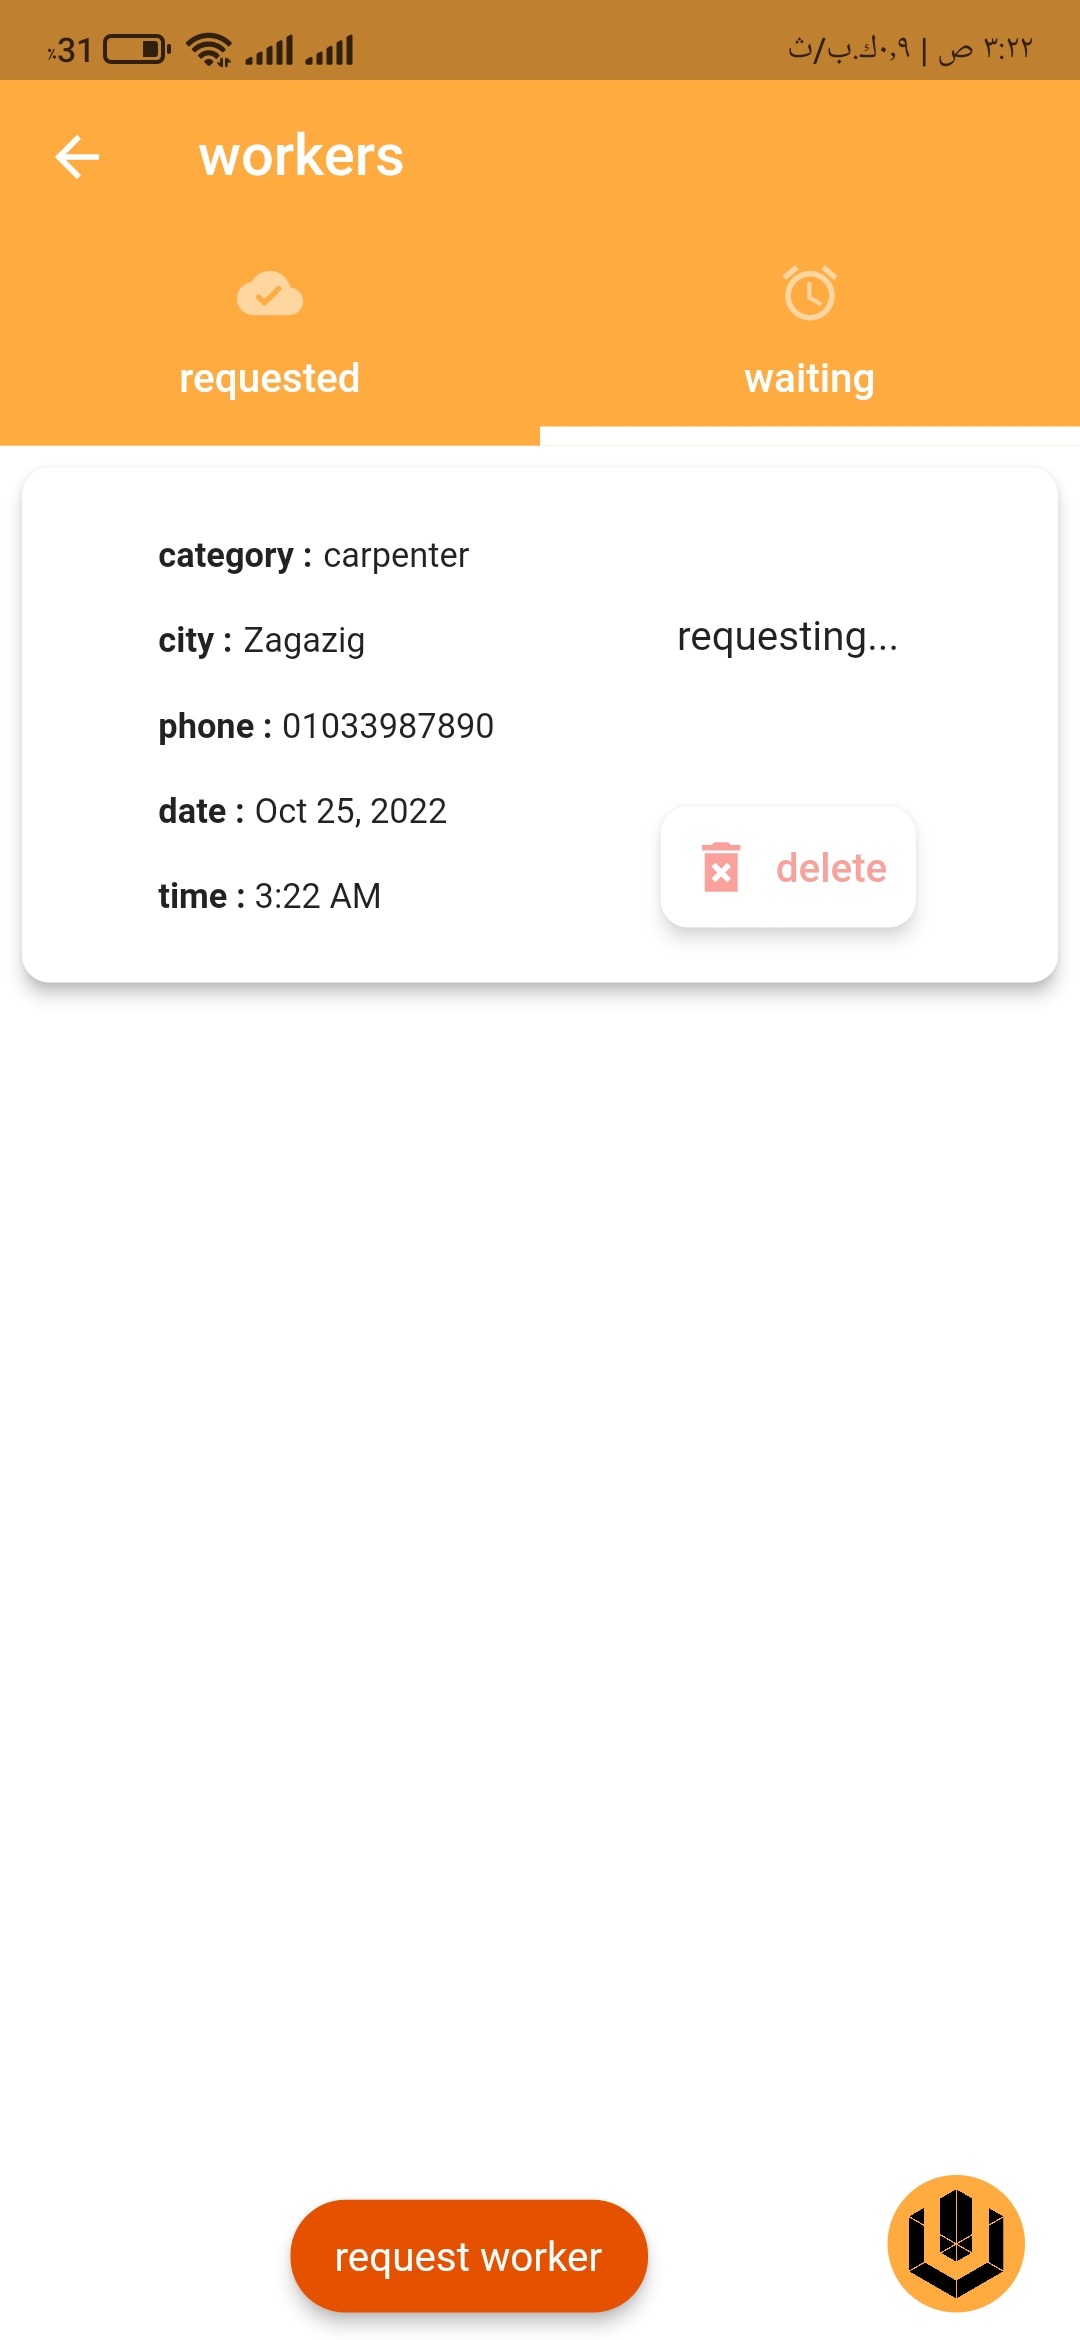 ٪31
٣:٢٢ ص | ٠,٩ك.ب/ث
workers
requested
waiting
category : carpenter
city : Zagazig
requesting...
phone : 01033987890
date : Oct 25, 2022
delete
time : 3:22 AM
request worker